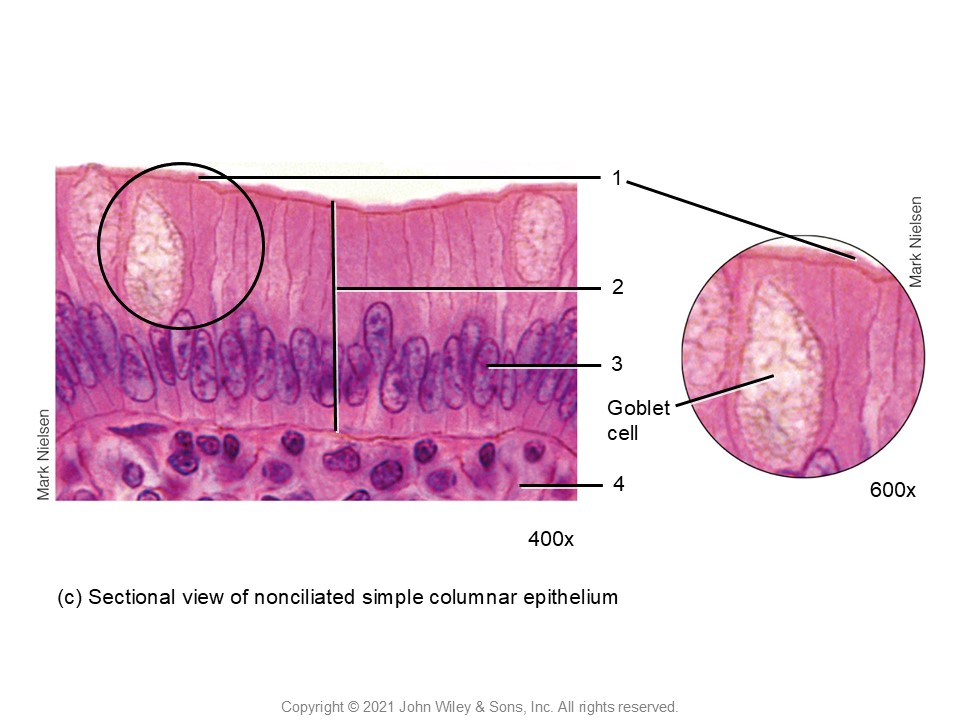 1
Mark Nielsen
2
3
Goblet
cell
Mark Nielsen
4
600x
400x
(c) Sectional view of nonciliated simple columnar epithelium
Copyright © 2021 John Wiley & Sons, Inc. All rights reserved.